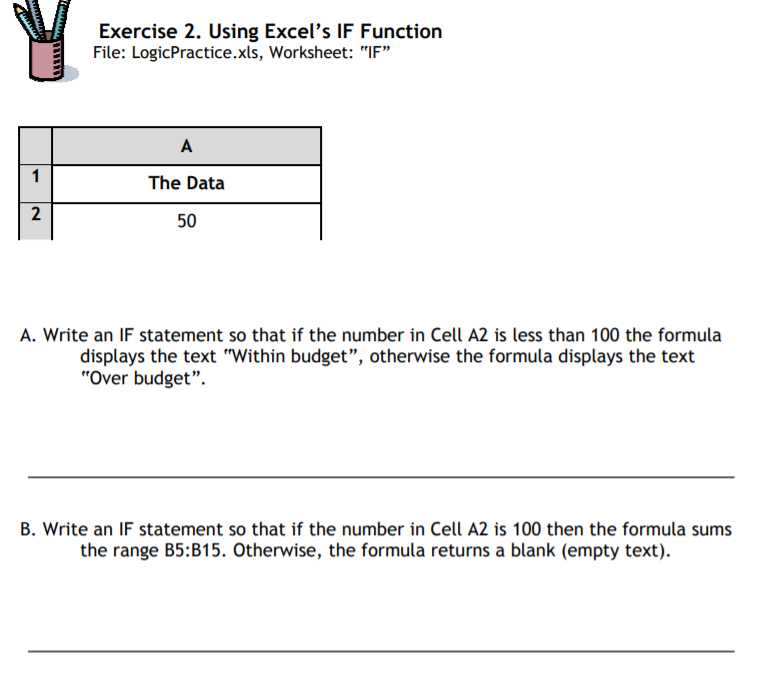 Exercise 2. Using Excel’s IF Function
File: LogicPractice.xls, Worksheet: “IF”
A
1 The Data
2 50
A. Write an IF statement so that if the number in Cell A2 is less than 100 the formula
displays the text “Within budget”, otherwise the formula displays the text
“Over budget”.
B. Write an IF statement so that if the number in Cell A2 is 100 then the formula sums
the range B5:B15. Otherwise, the formula returns a blank (empty text).